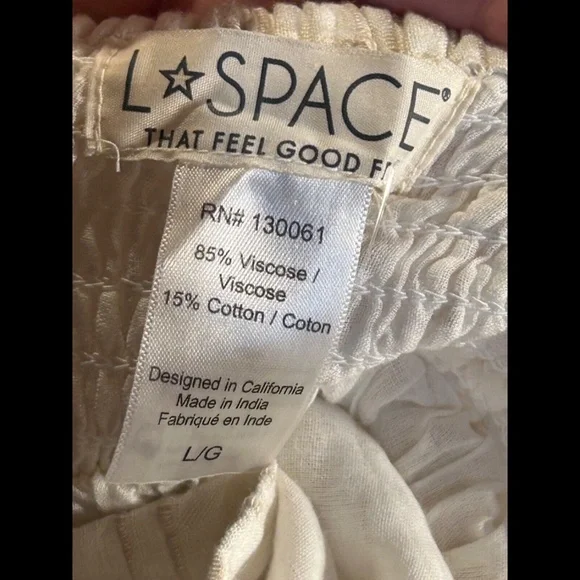 L☆SPACE®
THAT FEEL GOOD
RN# 130061
85% Viscose /
Viscose
15% Cotton / Coton
Designed in California
Made in India
Fabriqué en Inde
L/G